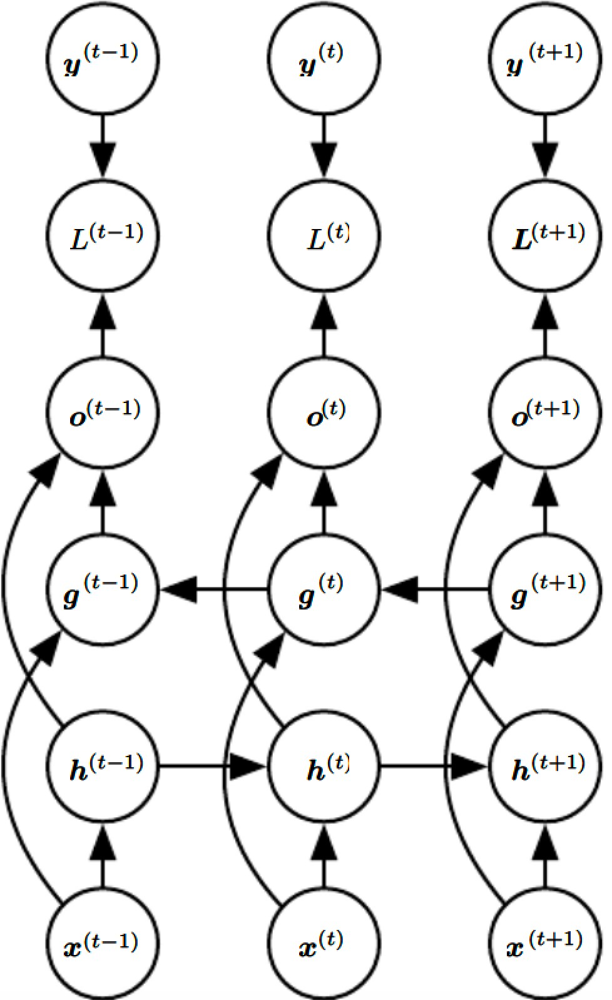 y^(t−1) y^(t) y^(t+1)
L^(t−1) L^(t) L^(t+1)
o^(t−1) o^(t) o^(t+1)
g^(t−1) g^(t) g^(t+1)
h^(t−1) h^(t) h^(t+1)
x^(t−1) x^(t) x^(t+1)